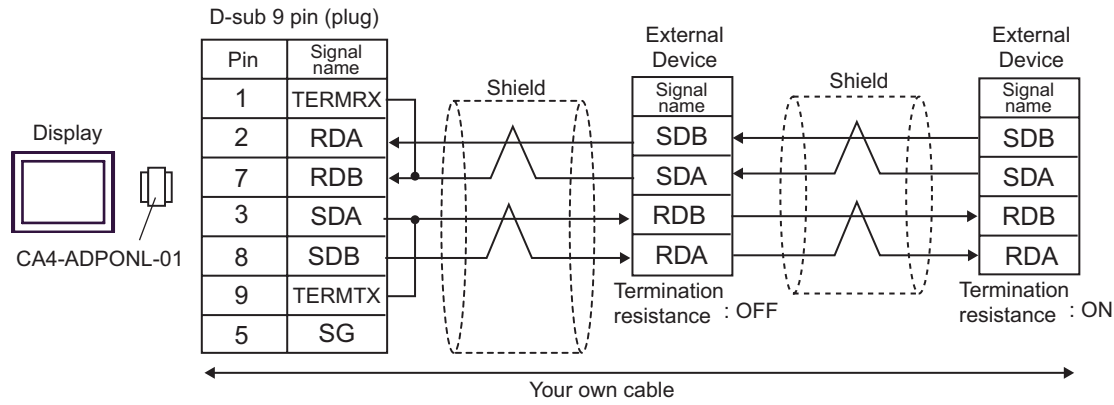 D-sub 9 pin (plug)
Pin Signal name
1 TERMRX
2 RDA
7 RDB
3 SDA
8 SDB
9 TERMTX
5 SG
Display
CA4-ADPONL-01
Shield
External
Device
Signal
name
SDB
SDA
RDB
RDA
Termination
resistance : OFF
Shield
External
Device
Signal
name
SDB
SDA
RDB
RDA
Termination
resistance : ON
Your own cable